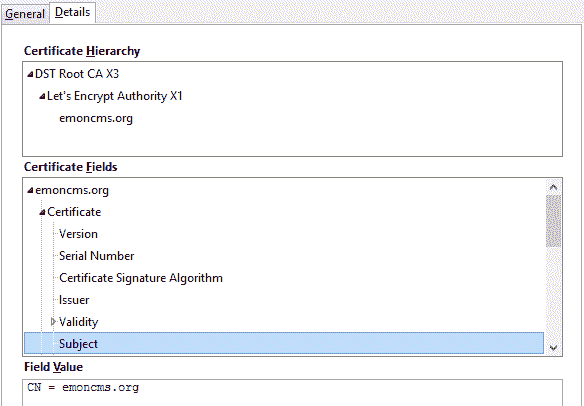 General Details
Certificate Hierarchy
DST Root CA X3
Let's Encrypt Authority X1
emoncms.org
Certificate Fields
emoncms.org
Certificate
Version
Serial Number
Certificate Signature Algorithm
Issuer
Validity
Subject
Field Value
CN = emoncms.org